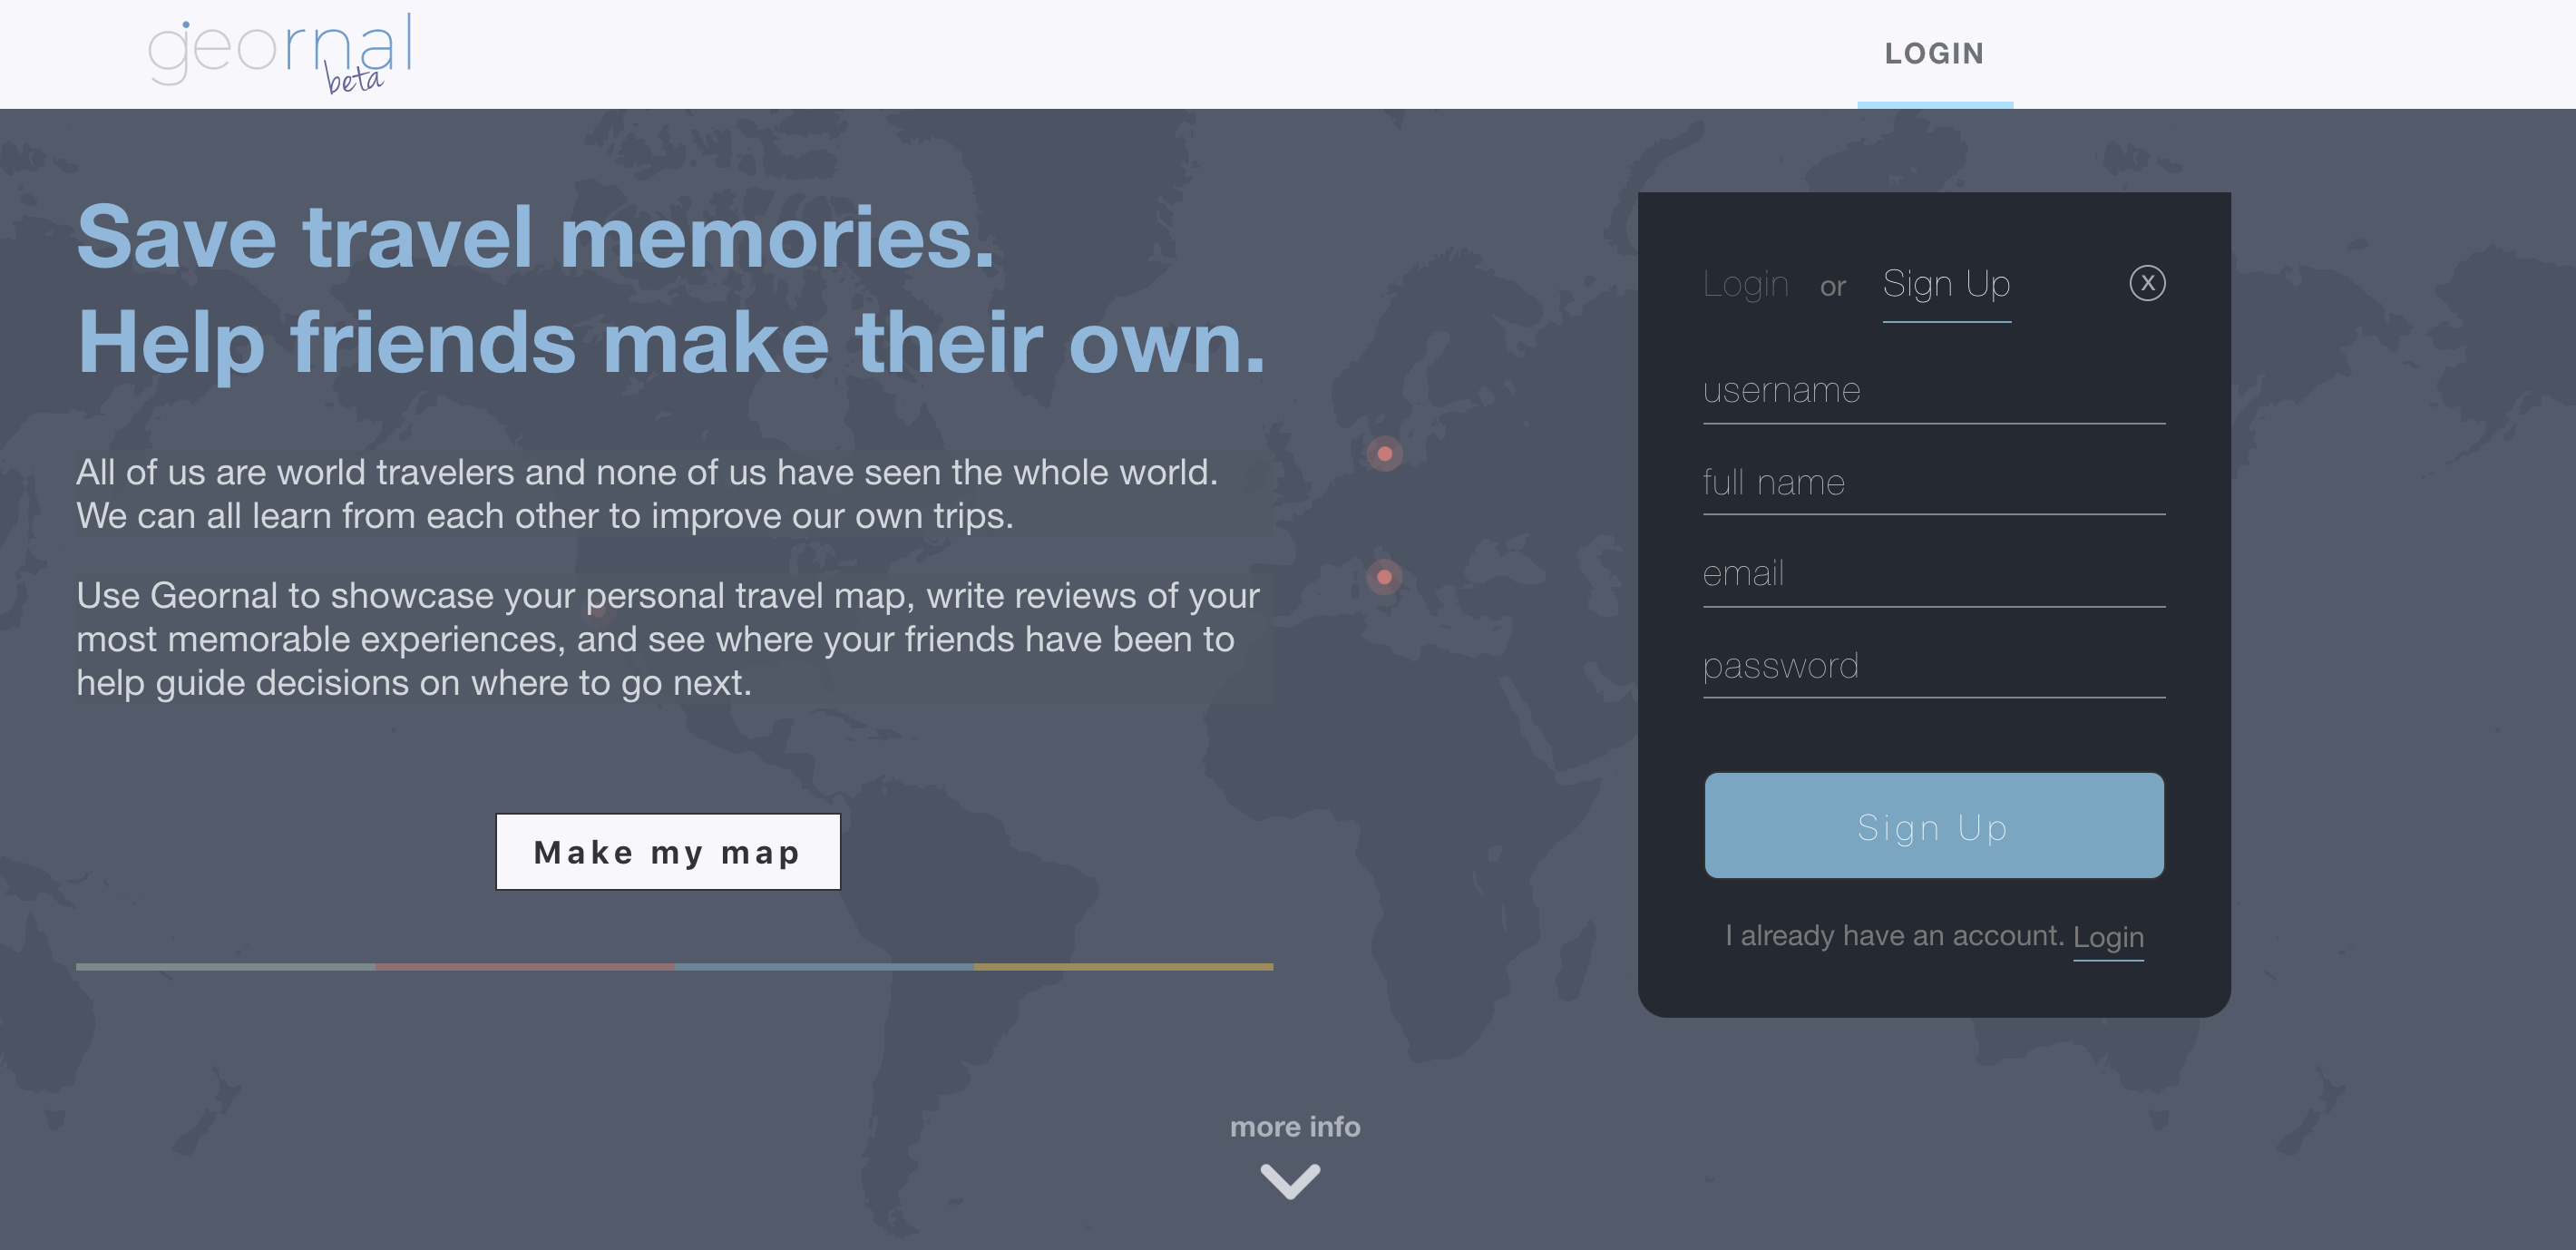 geornal
beta
LOGIN
Save travel memories.
Help friends make their own.
All of us are world travelers and none of us have seen the whole world.
We can all learn from each other to improve our own trips.
Use Geornal to showcase your personal travel map, write reviews of your
most memorable experiences, and see where your friends have been to
help guide decisions on where to go next.
Make my map
Login or Sign Up X
username
full name
email
password
Sign Up
I already have an account. Login
more info